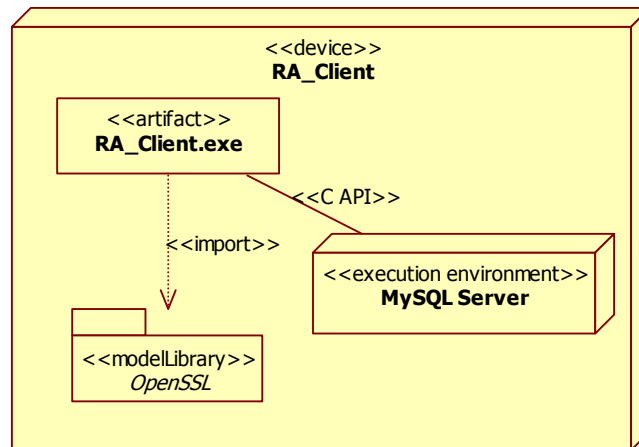 <<device>>
RA_Client
<<artifact>>
RA_Client.exe
<<C API>>
<<import>>
<<execution environment>>
MySQL Server
<<modelLibrary>>
OpenSSL